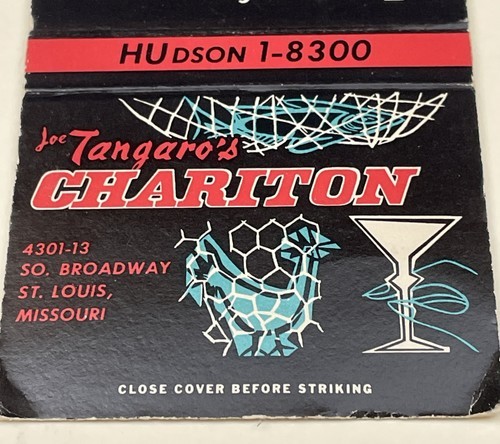 HUDSON 1-8300
Joe Tangaro's
CHARITON
4301-13
SO. BROADWAY
ST. LOUIS,
MISSOURI
CLOSE COVER BEFORE STRIKING